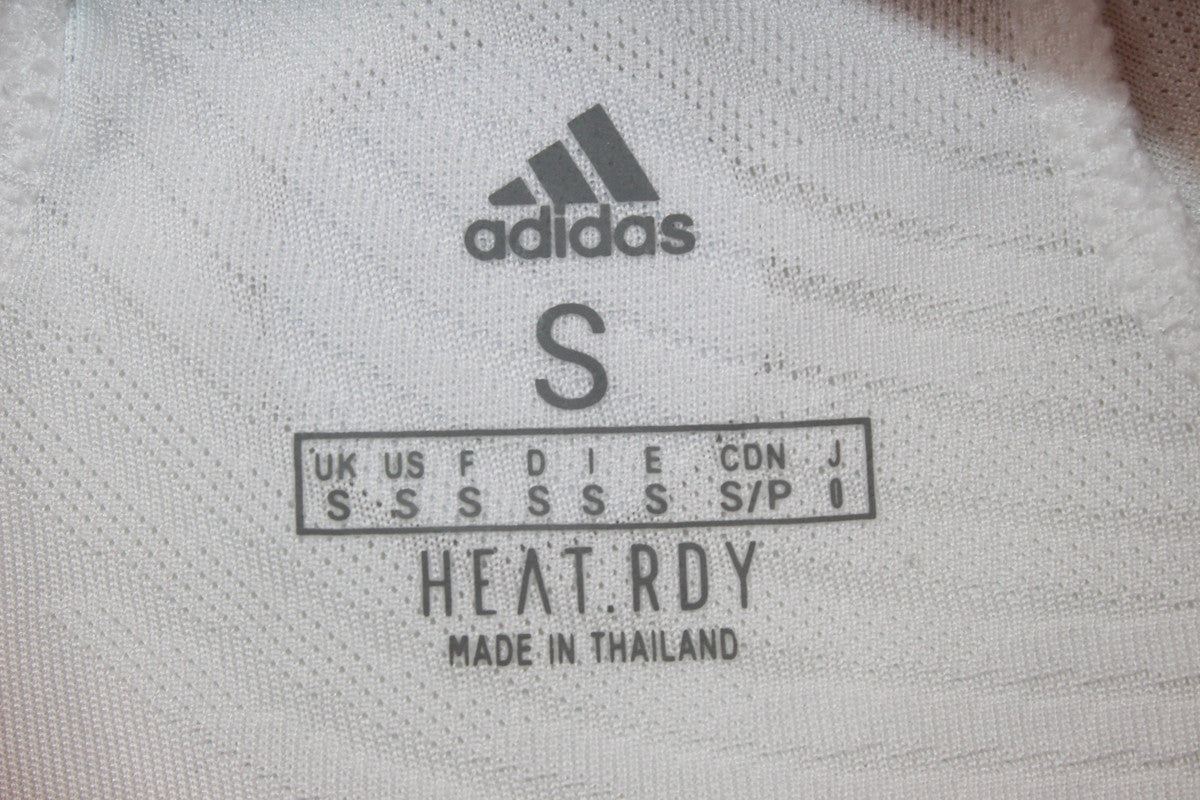 adidas
S
UK US F D I E CDN J
S S S S S S S/P 0
HEAT.RDY
MADE IN THAILAND